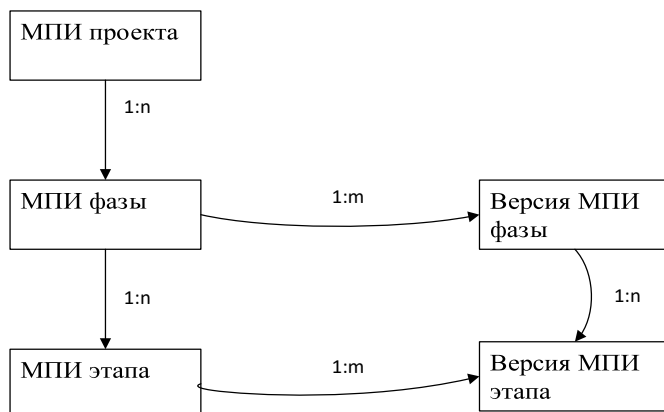 МПИ проекта
1:n
МПИ фазы
1:m
Версия МПИ
фазы
1:n
1:n
МПИ этапа
1:m
Версия МПИ
этапа